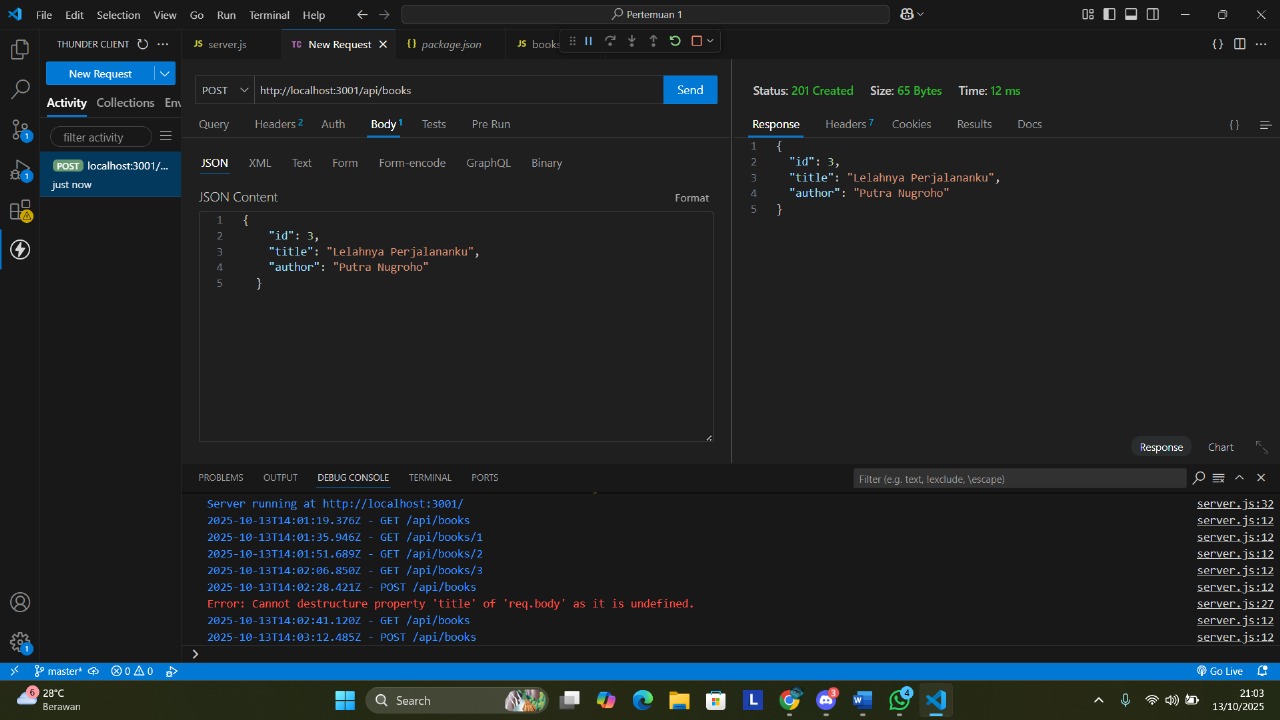 File Edit Selection View Go Run Terminal Help Pertemuan 1
THUNDER CLIENT
New Request
Activity Collections Env
filter activity
POST localhost:3001/...
just now
JS server.js TC New Request {} package.json JS books
POST http://localhost:3001/api/books Send
Query Headers 2 Auth Body 1 Tests Pre Run
JSON XML Text Form Form-encode GraphQL Binary
JSON Content Format
1 {
2 "id": 3,
3 "title": "Lelahnya Perjalananku",
4 "author": "Putra Nugroho"
5 }
Status: 201 Created Size: 65 Bytes Time: 12 ms
Response Headers 7 Cookies Results Docs {}
1 {
2 "id": 3,
3 "title": "Lelahnya Perjalananku",
4 "author": "Putra Nugroho"
5 }
Response Chart
PROBLEMS OUTPUT DEBUG CONSOLE TERMINAL PORTS Filter (e.g. text, !exclude, \escape)
Server running at http://localhost:3001/ server.js:32
2025-10-13T14:01:19.376Z - GET /api/books server.js:12
2025-10-13T14:01:35.946Z - GET /api/books/1 server.js:12
2025-10-13T14:01:51.689Z - GET /api/books/2 server.js:12
2025-10-13T14:02:06.850Z - GET /api/books/3 server.js:12
2025-10-13T14:02:28.421Z - POST /api/books server.js:12
Error: Cannot destructure property 'title' of 'req.body' as it is undefined. server.js:27
2025-10-13T14:02:41.120Z - GET /api/books server.js:12
2025-10-13T14:03:12.485Z - POST /api/books server.js:12
master* 0 0 Go Live
6 28°C
Berawan
Search
3 4
21:03
13/10/2025